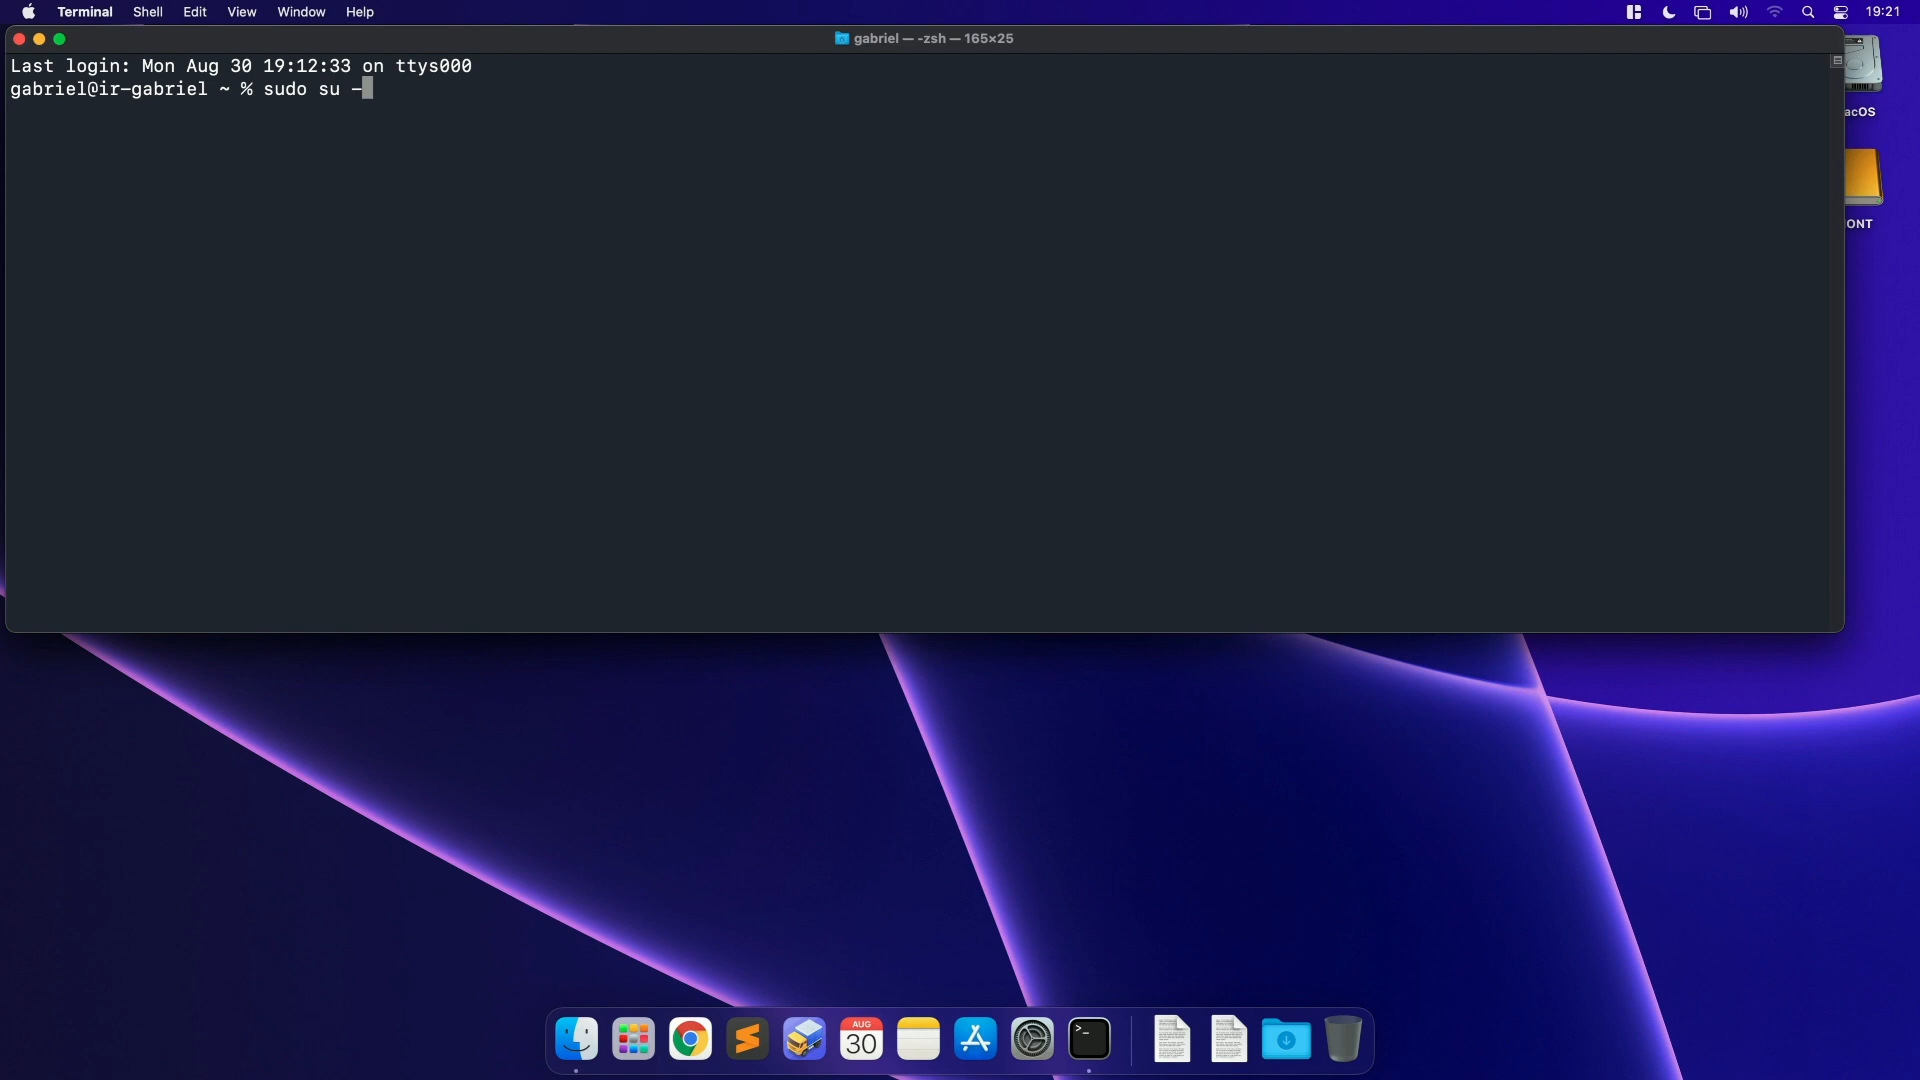 Terminal Shell Edit View Window Help 19:21
gabriel — -zsh — 165×25
Last login: Mon Aug 30 19:12:33 on ttys000
gabriel@ir-gabriel ~ % sudo su -
acOS
ONT
AUG
30
>_